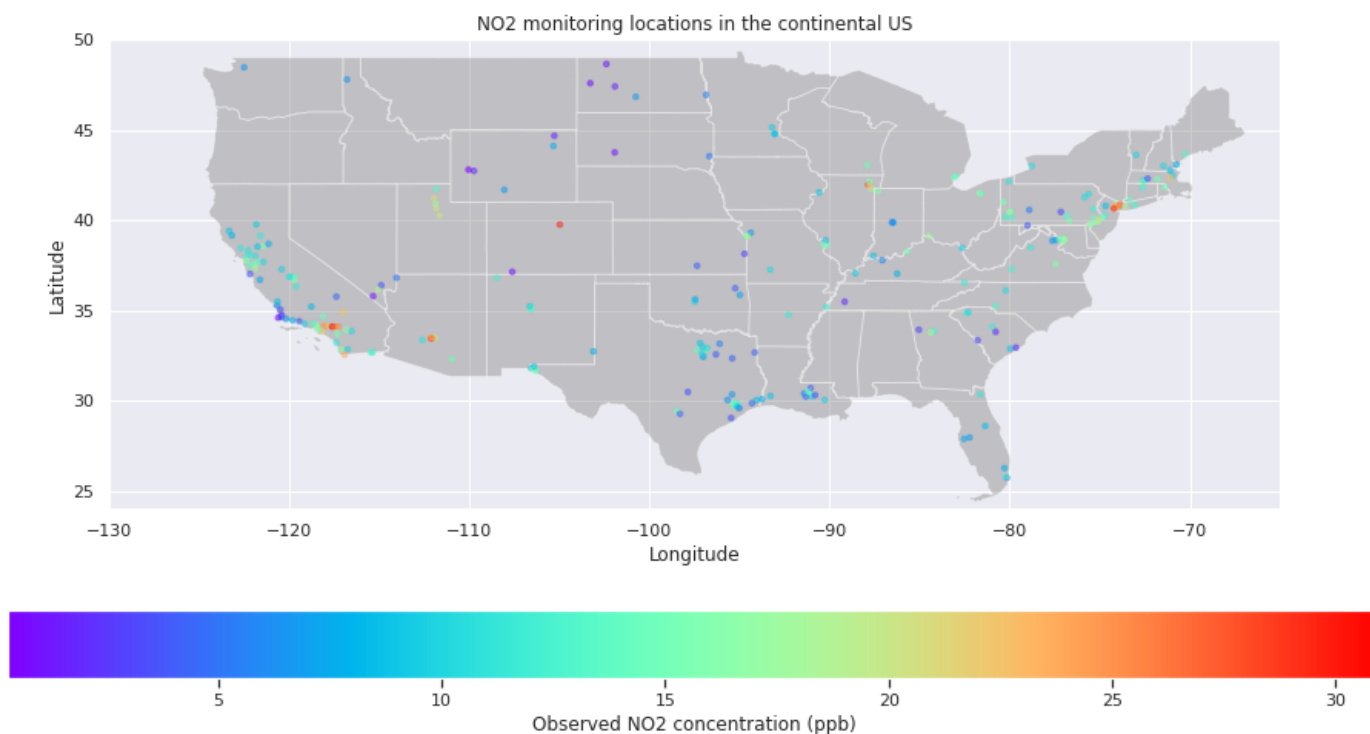 NO2 monitoring locations in the continental US
50
45
40
35
30
25
Latitude
−130 −120 −110 −100 −90 −80 −70
Longitude
5 10 15 20 25 30
Observed NO2 concentration (ppb)